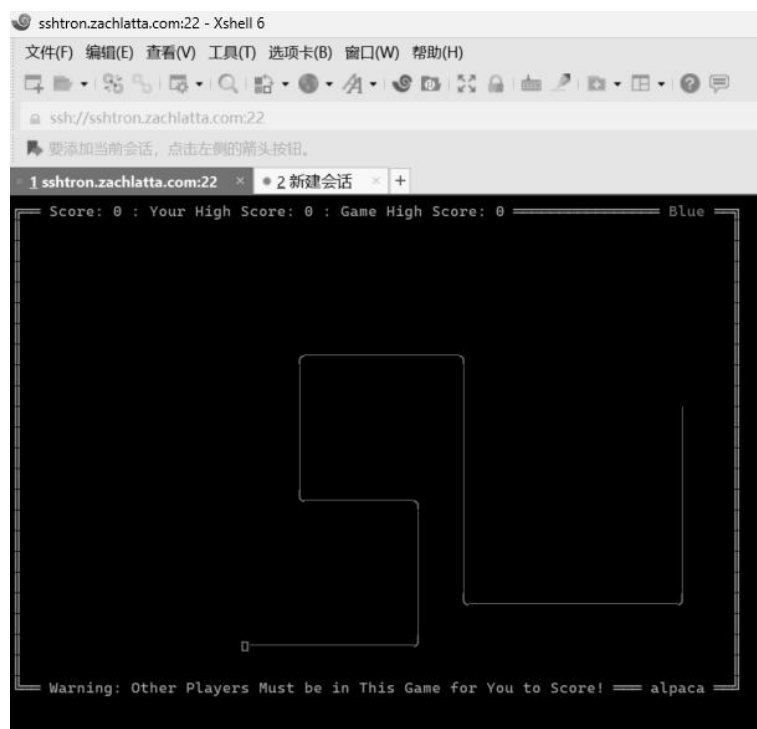 sshtron.zachlatta.com:22 - Xshell 6
文件(F) 编辑(E) 查看(V) 工具(T) 选项卡(B) 窗口(W) 帮助(H)
ssh://sshtron.zachlatta.com:22
要添加当前会话，点击左侧的箭头按钮。
1 sshtron.zachlatta.com:22 × 2 新建会话 × +
Score: 0 : Your High Score: 0 : Game High Score: 0 Blue
Warning: Other Players Must be in This Game for You to Score! alpaca